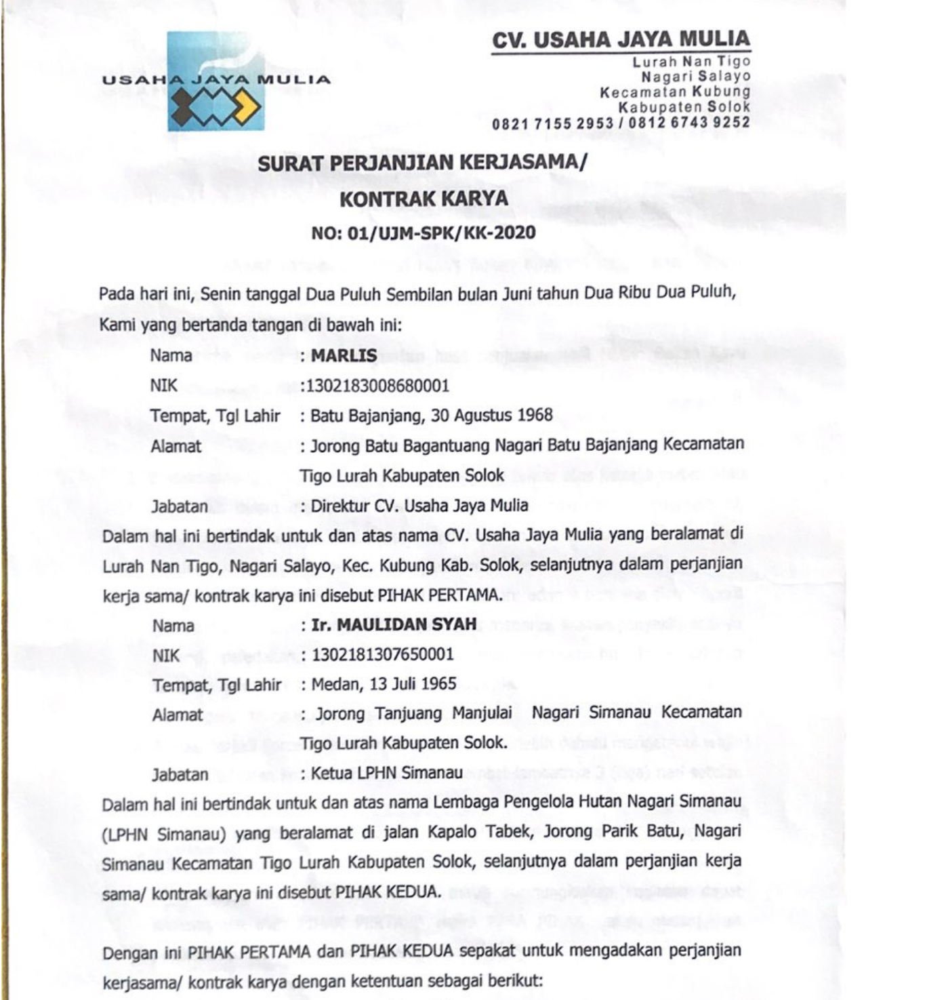 USAHA JAYA MULIA
CV. USAHA JAYA MULIA
Lurah Nan Tigo
Nagari Salayo
Kecamatan Kubung
Kabupaten Solok
0821 7155 2953 / 0812 6743 9252
SURAT PERJANJIAN KERJASAMA/
KONTRAK KARYA
NO: 01/UJM-SPK/KK-2020
Pada hari ini, Senin tanggal Dua Puluh Sembilan bulan Juni tahun Dua Ribu Dua Puluh,
Kami yang bertanda tangan di bawah ini:
Nama : MARLIS
NIK :1302183008680001
Tempat, Tgl Lahir : Batu Bajanjang, 30 Agustus 1968
Alamat : Jorong Batu Bagantuang Nagari Batu Bajanjang Kecamatan
Tigo Lurah Kabupaten Solok
Jabatan : Direktur CV. Usaha Jaya Mulia
Dalam hal ini bertindak untuk dan atas nama CV. Usaha Jaya Mulia yang beralamat di
Lurah Nan Tigo, Nagari Salayo, Kec. Kubung Kab. Solok, selanjutnya dalam perjanjian
kerja sama/ kontrak karya ini disebut PIHAK PERTAMA.
Nama : Ir. MAULIDAN SYAH
NIK : 1302181307650001
Tempat, Tgl Lahir : Medan, 13 Juli 1965
Alamat : Jorong Tanjuang Manjulai Nagari Simanau Kecamatan
Tigo Lurah Kabupaten Solok.
Jabatan : Ketua LPHN Simanau
Dalam hal ini bertindak untuk dan atas nama Lembaga Pengelola Hutan Nagari Simanau
(LPHN Simanau) yang beralamat di jalan Kapalo Tabek, Jorong Parik Batu, Nagari
Simanau Kecamatan Tigo Lurah Kabupaten Solok, selanjutnya dalam perjanjian kerja
sama/ kontrak karya ini disebut PIHAK KEDUA.
Dengan ini PIHAK PERTAMA dan PIHAK KEDUA sepakat untuk mengadakan perjanjian
kerjasama/ kontrak karya dengan ketentuan sebagai berikut: